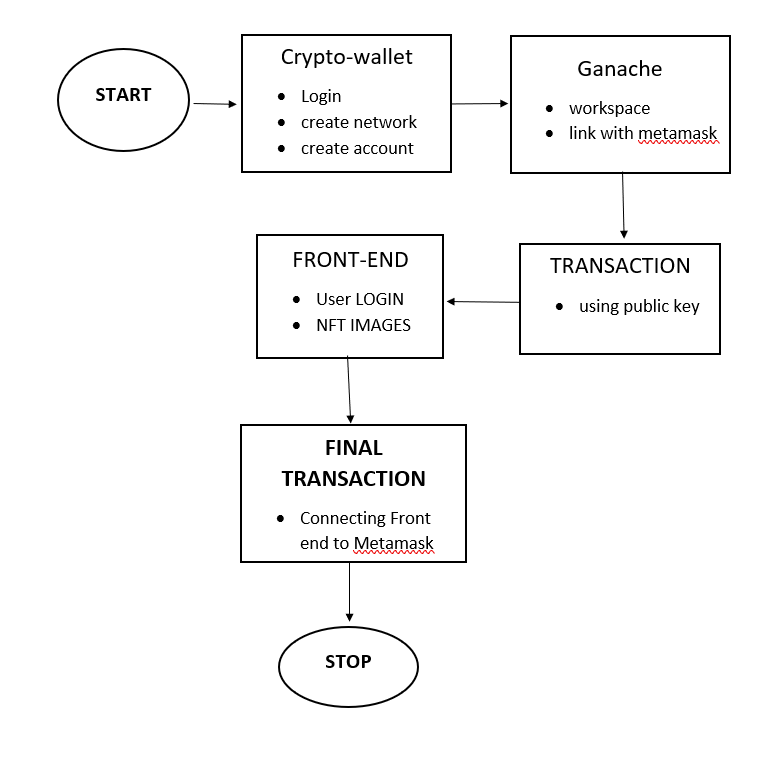 START
Crypto-wallet
• Login
• create network
• create account
Ganache
• workspace
• link with metamask
TRANSACTION
• using public key
FRONT-END
• User LOGIN
• NFT IMAGES
FINAL
TRANSACTION
• Connecting Front
end to Metamask
STOP